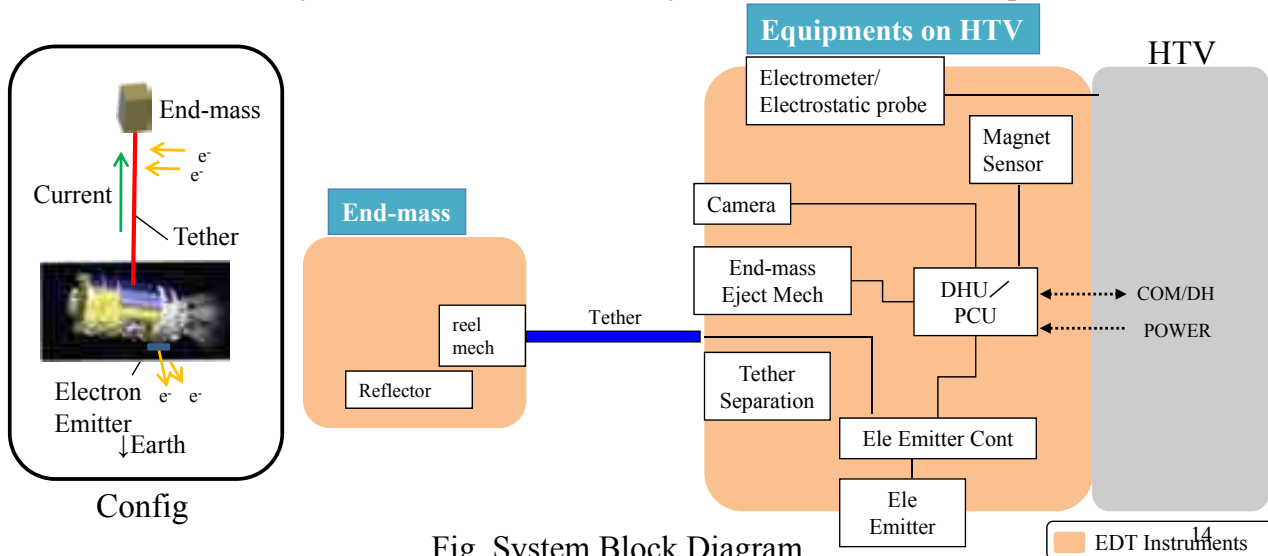 Equipments on HTV
HTV
End-mass
e-
e-
Current
Tether
Electron
Emitter
e- e-
↓Earth
Config
End-mass
reel
mech
Reflector
Tether
Electrometer/
Electrostatic probe
Magnet
Sensor
Camera
End-mass
Eject Mech
DHU／
PCU
COM/DH
POWER
Tether
Separation
Ele Emitter Cont
Ele
Emitter
Fig. System Block Diagram
EDT Instruments
14